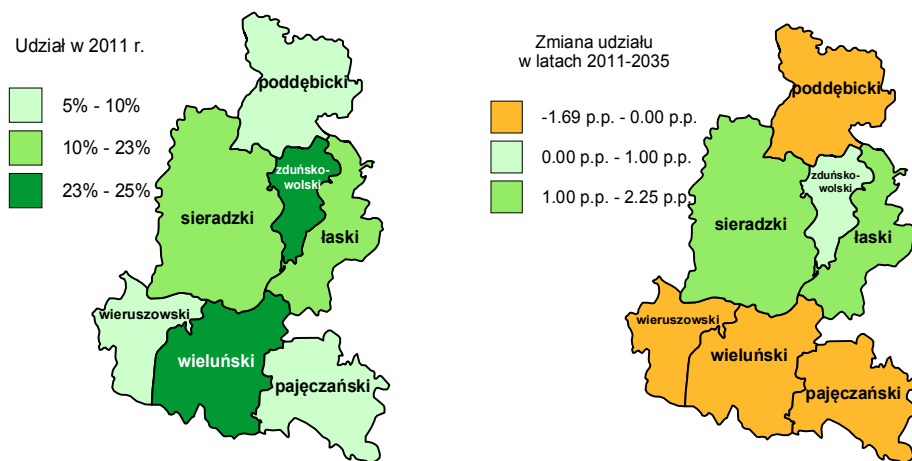 Udział w 2011 r.
5% - 10%
10% - 23%
23% - 25%
poddębicki
zduńsko-
wolski
sieradzki
łaski
wieruszowski
wieluński
pajęczański
Zmiana udziału
w latach 2011-2035
-1.69 p.p. - 0.00 p.p.
0.00 p.p. - 1.00 p.p.
1.00 p.p. - 2.25 p.p.
poddębicki
zduńsko-
wolski
sieradzki
łaski
wieruszowski
wieluński
pajęczański